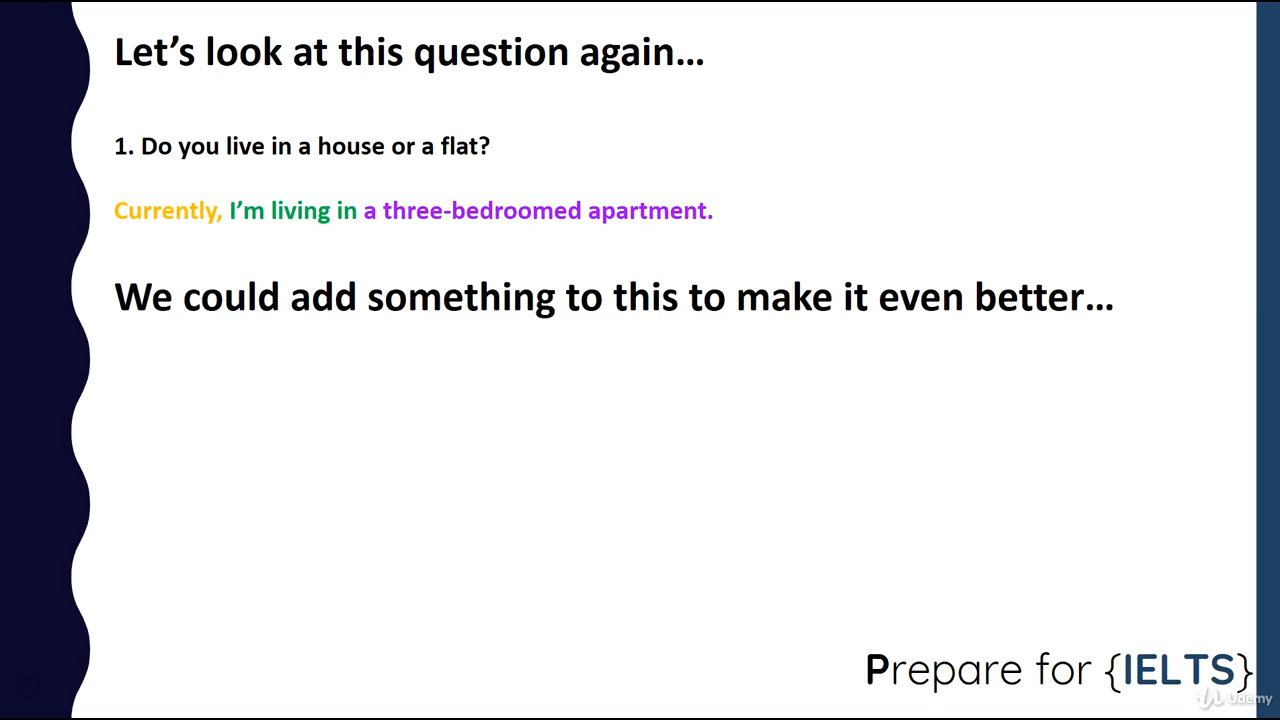 Let’s look at this question again…
1. Do you live in a house or a flat?
Currently, I’m living in a three-bedroomed apartment.
We could add something to this to make it even better…
Prepare for {IELTS}
Udemy